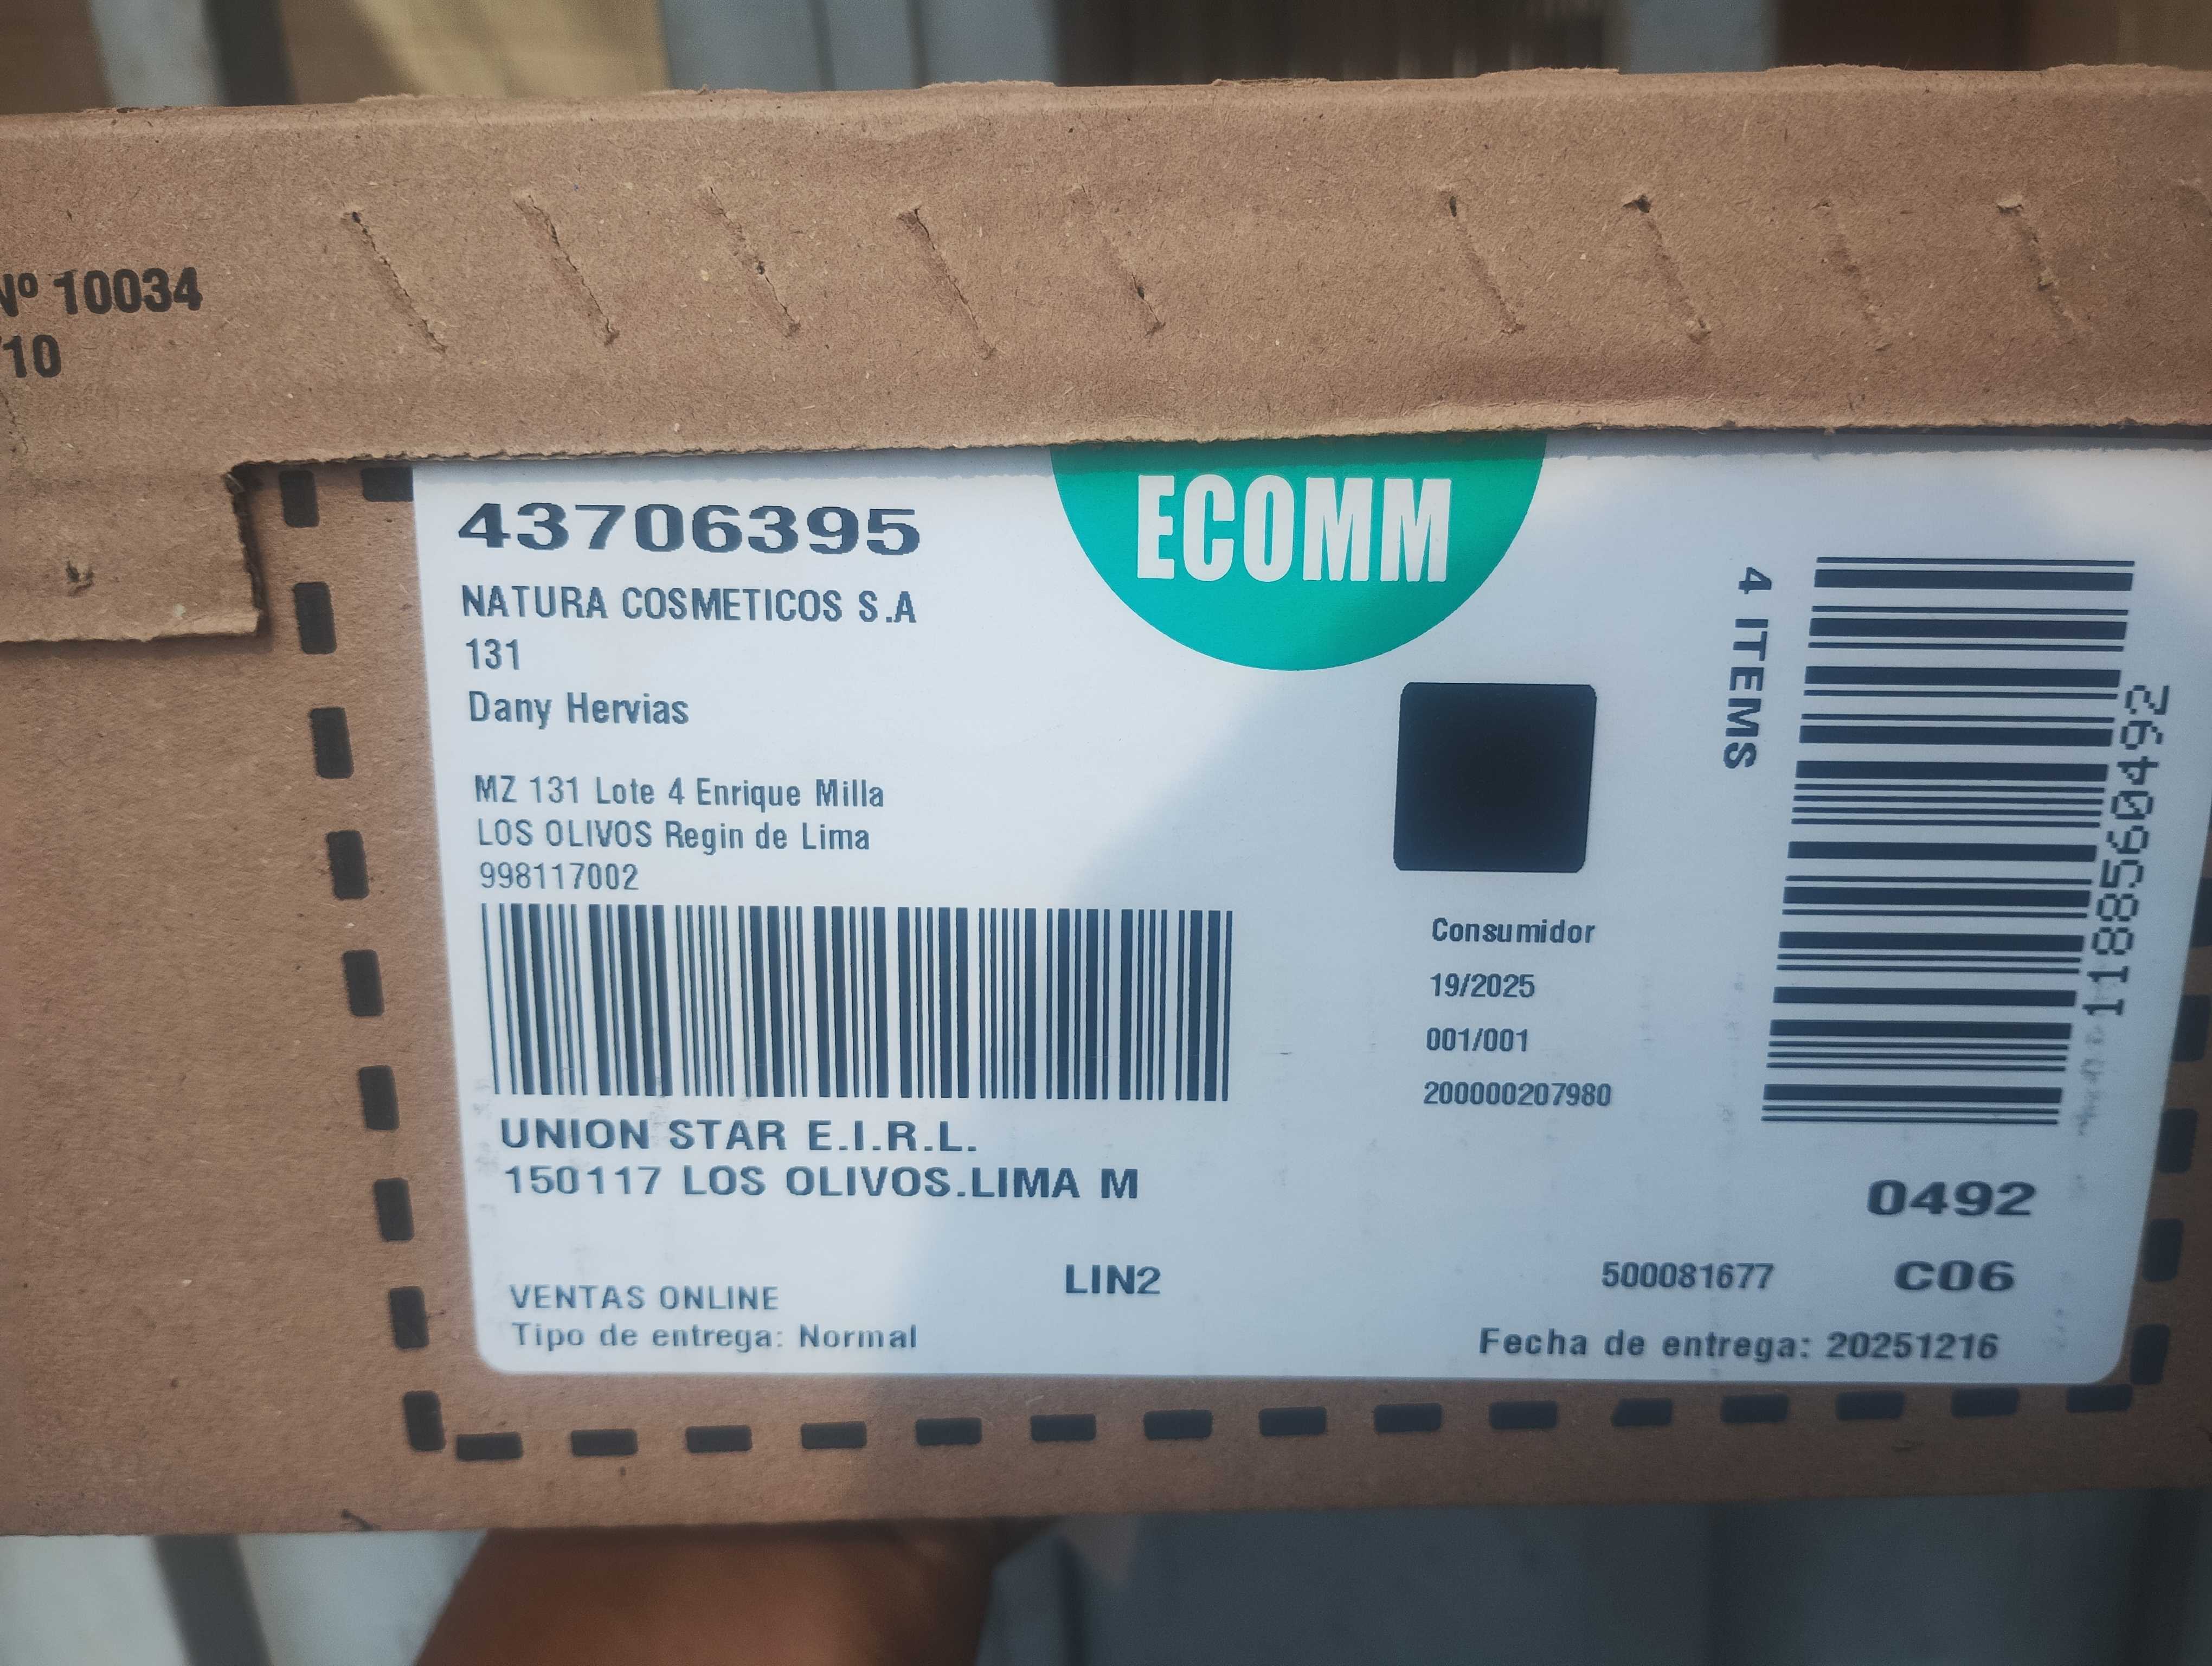 Nº 10034
10
ECOMM
43706395
NATURA COSMETICOS S.A
131
Dany Hervias
MZ 131 Lote 4 Enrique Milla
LOS OLIVOS Regin de Lima
998117002
UNION STAR E.I.R.L.
150117 LOS OLIVOS.LIMA M
VENTAS ONLINE
Tipo de entrega: Normal
LIN2
Consumidor
19/2025
001/001
200000207980
4 ITEMS
1188560492
0492
500081677
C06
Fecha de entrega: 20251216